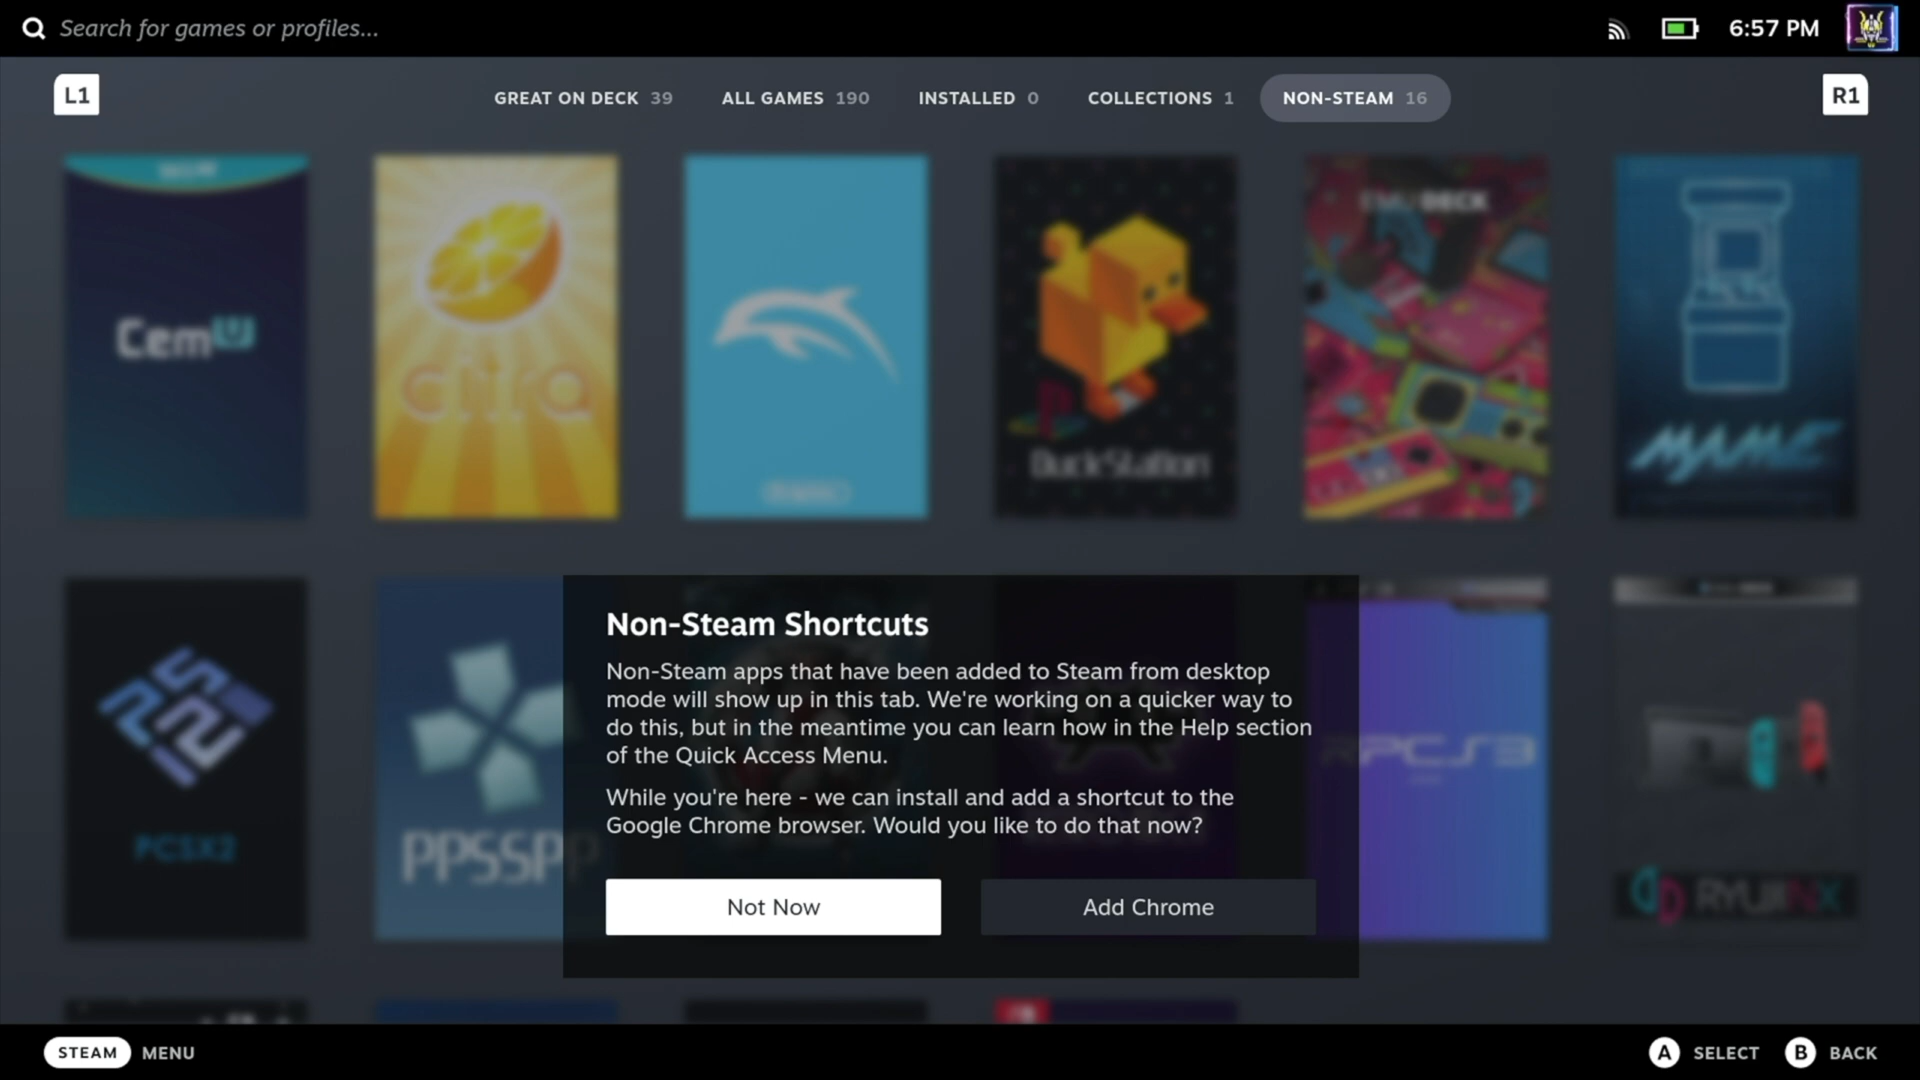 Search for games or profiles...
6:57 PM
L1
GREAT ON DECK 39
ALL GAMES 190
INSTALLED 0
COLLECTIONS 1
NON-STEAM 16
R1
CemU
citra
DuckStation
EMUDECK
MAME
PCSX2
PPSSPP
RPCS3
RYUJINX
Non-Steam Shortcuts
Non-Steam apps that have been added to Steam from desktop
mode will show up in this tab. We're working on a quicker way to
do this, but in the meantime you can learn how in the Help section
of the Quick Access Menu.
While you're here - we can install and add a shortcut to the
Google Chrome browser. Would you like to do that now?
Not Now
Add Chrome
STEAM MENU
A SELECT
B BACK